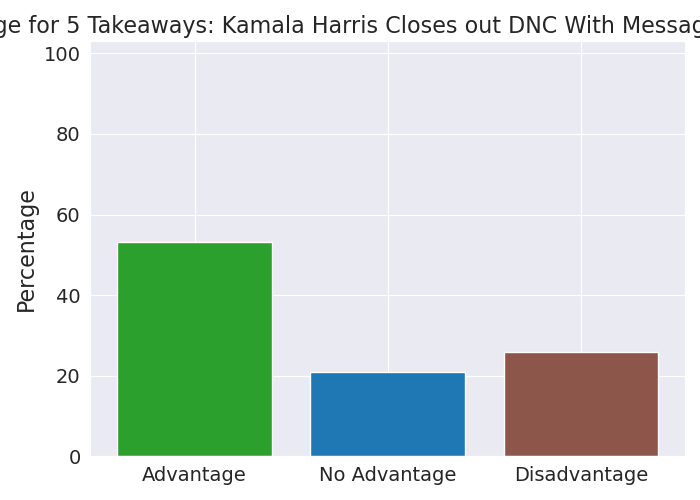 ge for 5 Takeaways: Kamala Harris Closes out DNC With Messag
100
80
60
40
20
0
Percentage
Advantage No Advantage Disadvantage